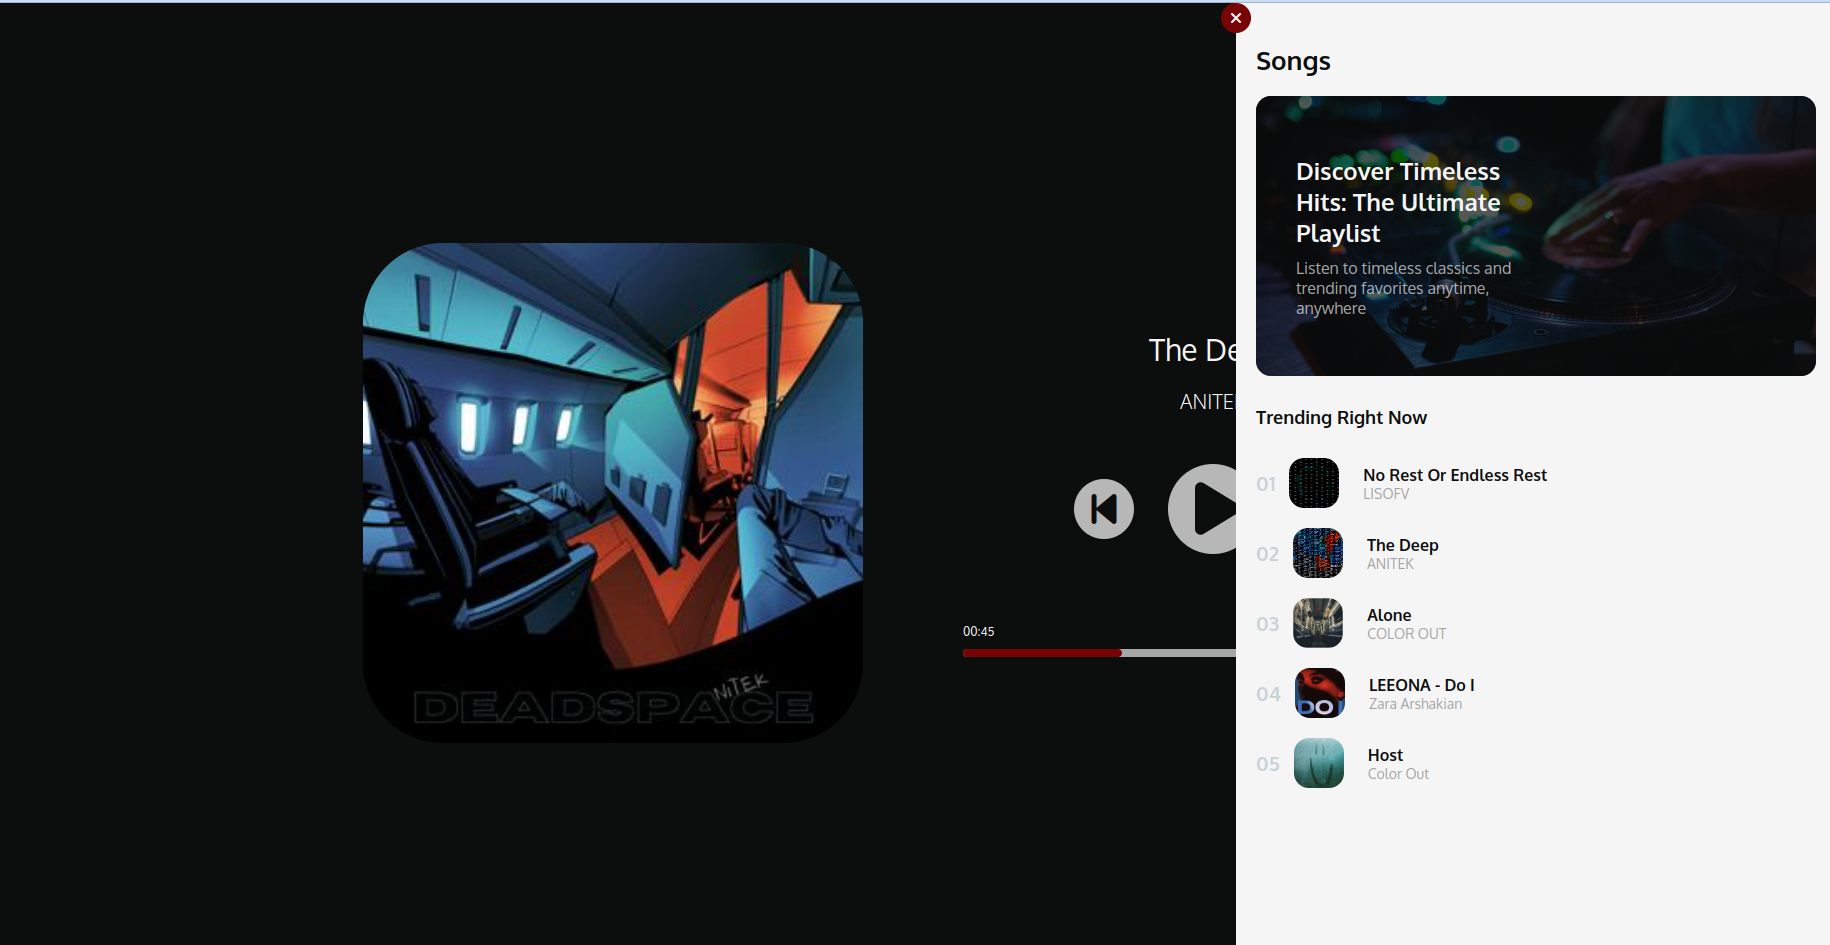 DEADSPACE
NiTEK
The De
ANITE
00:45
Songs
Discover Timeless
Hits: The Ultimate
Playlist
Listen to timeless classics and
trending favorites anytime,
anywhere
Trending Right Now
01
No Rest Or Endless Rest
LISOFV
02
The Deep
ANITEK
03
Alone
COLOR OUT
04
DO I
LEEONA - Do I
Zara Arshakian
05
Host
Color Out